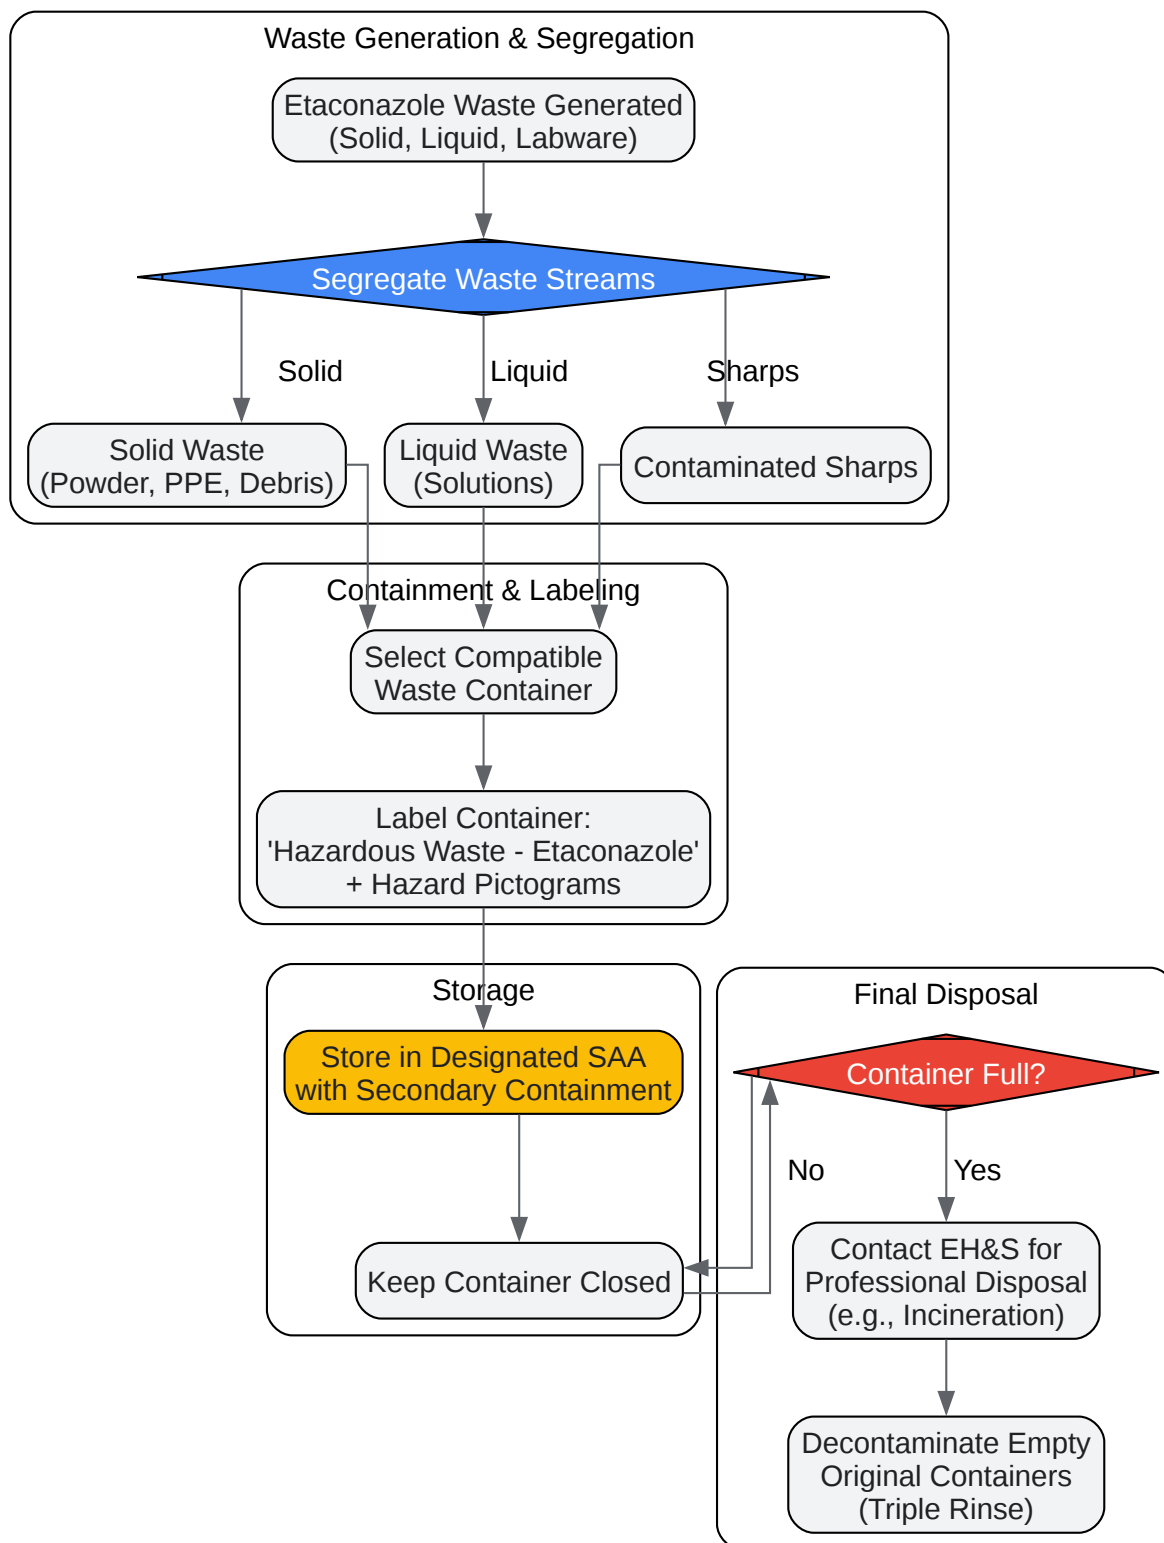 Waste Generation & Segregation
Etaconazole Waste Generated
(Solid, Liquid, Labware)
Segregate Waste Streams
Solid
Liquid
Sharps
Solid Waste
(Powder, PPE, Debris)
Liquid Waste
(Solutions)
Contaminated Sharps
Containment & Labeling
Select Compatible
Waste Container
Label Container:
'Hazardous Waste - Etaconazole'
+ Hazard Pictograms
Storage
Store in Designated SAA
with Secondary Containment
Keep Container Closed
Final Disposal
Container Full?
No
Yes
Contact EH&S for
Professional Disposal
(e.g., Incineration)
Decontaminate Empty
Original Containers
(Triple Rinse)